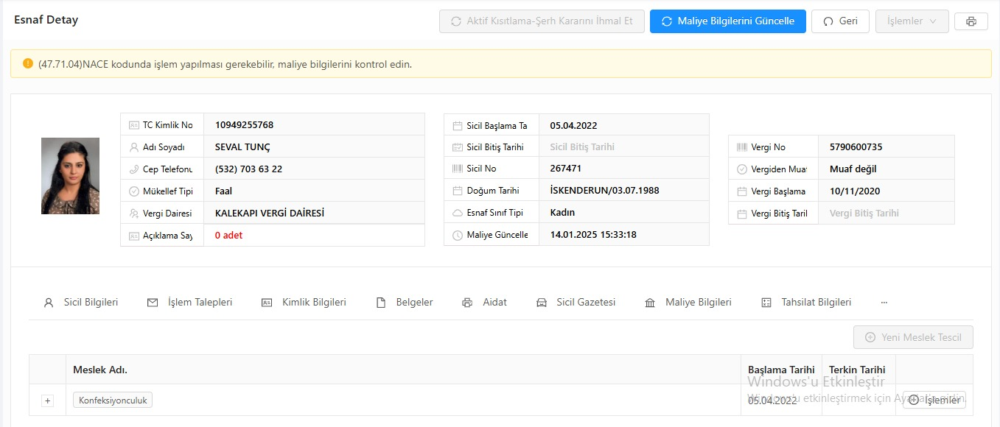 Esnaf Detay
Aktif Kısıtlama-Şerh Kararını İhmal Et
Maliye Bilgilerini Güncelle
Geri
İşlemler
(47.71.04)NACE kodunda işlem yapılması gerekebilir, maliye bilgilerini kontrol edin.
TC Kimlik No 10949255768
Adı Soyadı SEVAL TUNÇ
Cep Telefonu (532) 703 63 22
Mükellef Tipi Faal
Vergi Dairesi KALEKAPI VERGİ DAİRESİ
Açıklama Say 0 adet
Sicil Başlama Ta 05.04.2022
Sicil Bitiş Tarihi Sicil Bitiş Tarihi
Sicil No 267471
Doğum Tarihi İSKENDERUN/03.07.1988
Esnaf Sınıf Tipi Kadın
Maliye Güncelle 14.01.2025 15:33:18
Vergi No 5790600735
Vergiden Muaf Muaf değil
Vergi Başlama 10/11/2020
Vergi Bitiş Taril Vergi Bitiş Tarihi
Sicil Bilgileri
İşlem Talepleri
Kimlik Bilgileri
Belgeler
Aidat
Sicil Gazetesi
Maliye Bilgileri
Tahsilat Bilgileri
...
Yeni Meslek Tescil
Meslek Adı. Başlama Tarihi Terkin Tarihi
+ Konfeksiyonculuk 05.04.2022 İşlemler
Windows'u Etkinleştir
Windows'u etkinleştirmek için Ayarlar'a gidin.